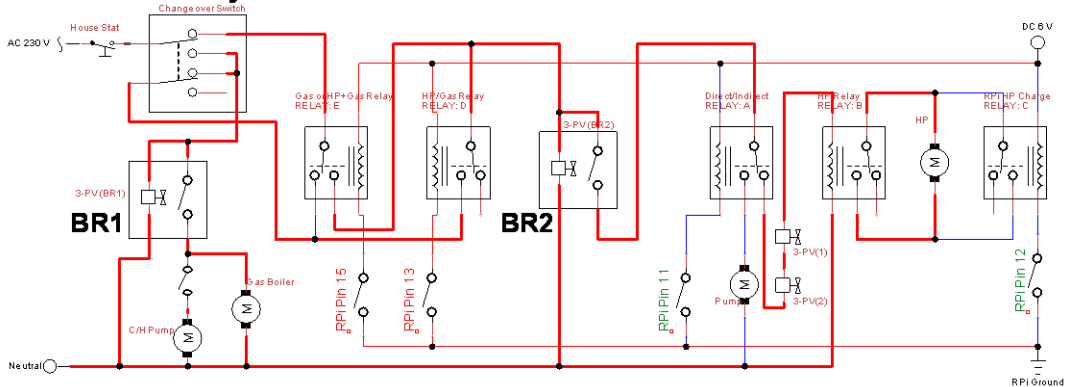 Changeover Switch
House Stat
AC 230 V
DC 6 V
Gas or HP+Gas Relay
RELAY: E
HP/Gas Relay
RELAY: D
3-PV(BR2)
Direct/Indirect
RELAY: A
HP Relay
RELAY: B
HP
RPi HP Charge
RELAY: C
M
3-PV(BR1)
BR1
BR2
3-PV(1)
3-PV(2)
RPi Pin 15
RPi Pin 13
RPi Pin 11
RPi Pin 12
Pump
M
Gas Boiler
M
C/H Pump
M
Neutral
RPi Ground